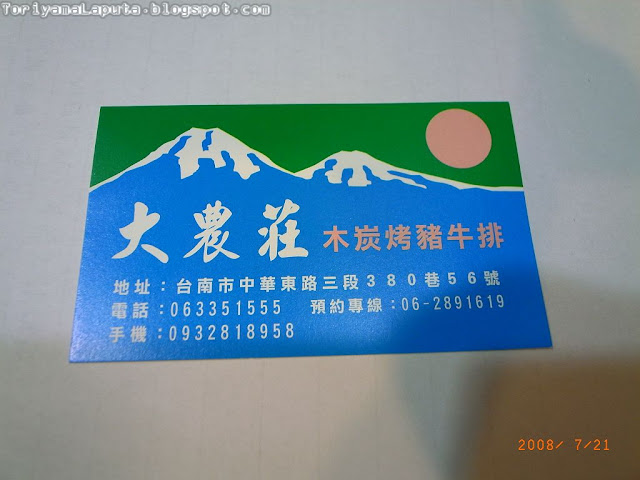 ToriyamaLaputa.blogspot.com
大農莊 木炭烤豬牛排
地址：台南市中華東路三段３８０巷５６號
電話：063351555 預約專線：06-2891619
手機：0932818958
2008/ 7/21